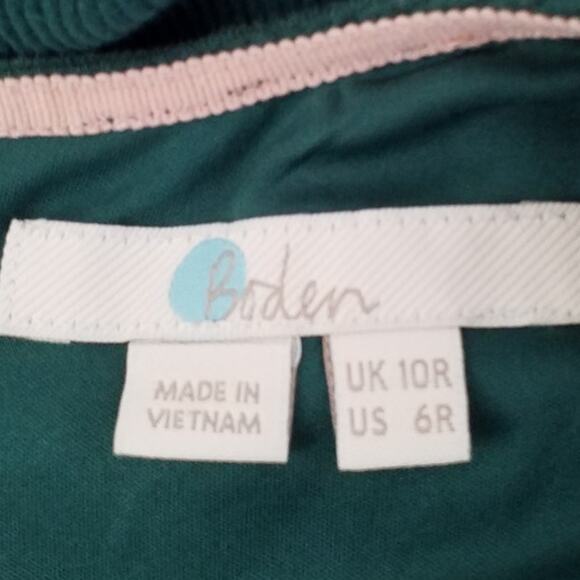 Boden
MADE IN
VIETNAM
UK 10R
US 6R